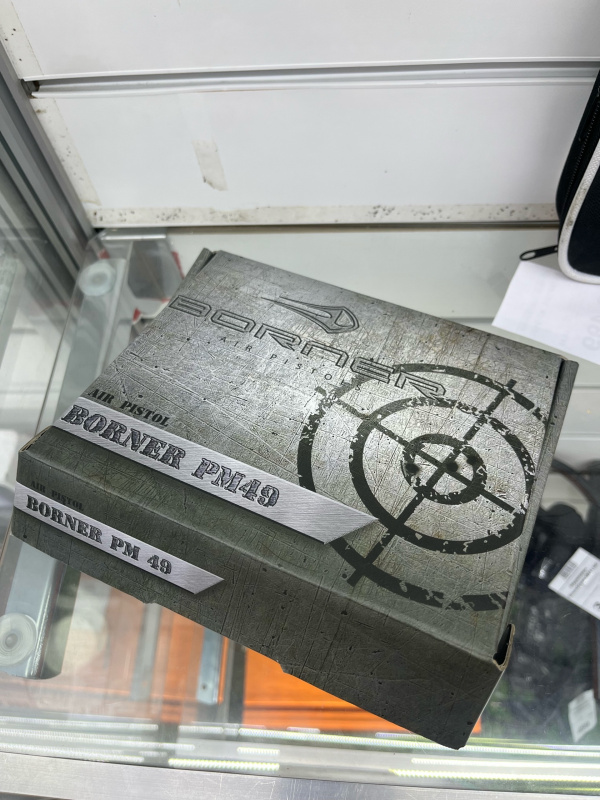 BORNER
AIR PISTOL
AIR PISTOL
BORNER PM49
AIR PISTOL
BORNER PM 49